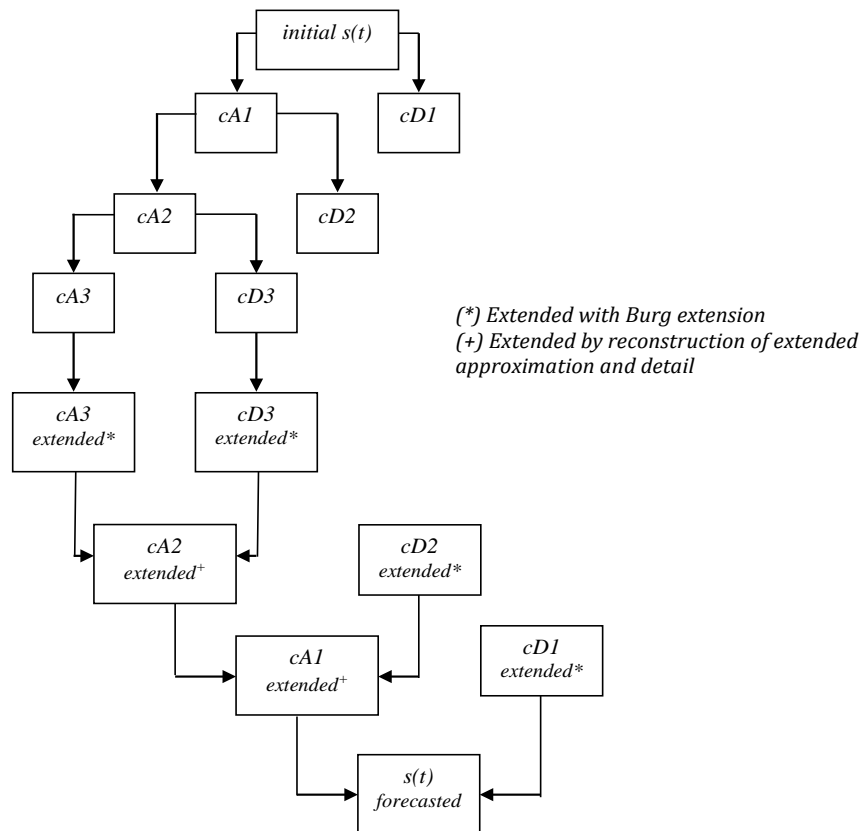 initial s(t)
cA1
cD1
cA2
cD2
cA3
cD3
(*) Extended with Burg extension
(+) Extended by reconstruction of extended
approximation and detail
cA3
extended*
cD3
extended*
cA2
extended⁺
cD2
extended*
cA1
extended⁺
cD1
extended*
s(t)
forecasted